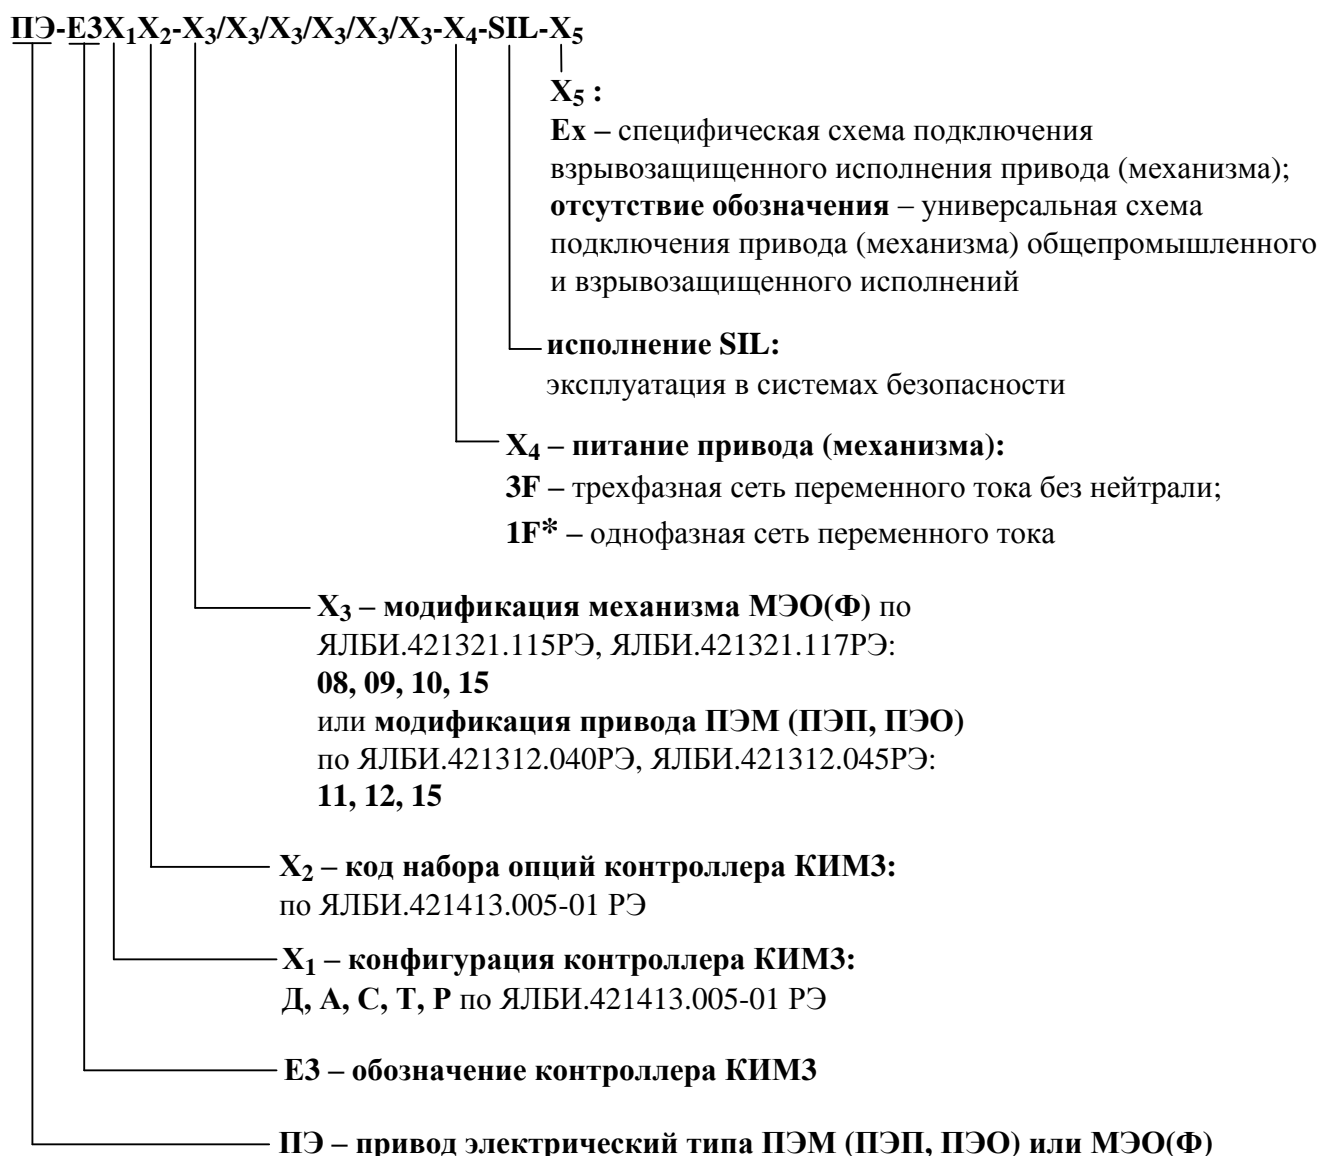 ПЭ-Е3X1X2-X3/X3/X3/X3/X3/X3-X4-SIL-X5
X5 :
Ex – специфическая схема подключения
взрывозащищенного исполнения привода (механизма);
отсутствие обозначения – универсальная схема
подключения привода (механизма) общепромышленного
и взрывозащищенного исполнений
исполнение SIL:
эксплуатация в системах безопасности
X4 – питание привода (механизма):
3F – трехфазная сеть переменного тока без нейтрали;
1F* – однофазная сеть переменного тока
X3 – модификация механизма МЭО(Ф) по
ЯЛБИ.421321.115РЭ, ЯЛБИ.421321.117РЭ:
08, 09, 10, 15
или модификация привода ПЭМ (ПЭП, ПЭО)
по ЯЛБИ.421312.040РЭ, ЯЛБИ.421312.045РЭ:
11, 12, 15
X2 – код набора опций контроллера КИМ3:
по ЯЛБИ.421413.005-01 РЭ
X1 – конфигурация контроллера КИМ3:
Д, А, С, Т, Р по ЯЛБИ.421413.005-01 РЭ
Е3 – обозначение контроллера КИМ3
ПЭ – привод электрический типа ПЭМ (ПЭП, ПЭО) или МЭО(Ф)